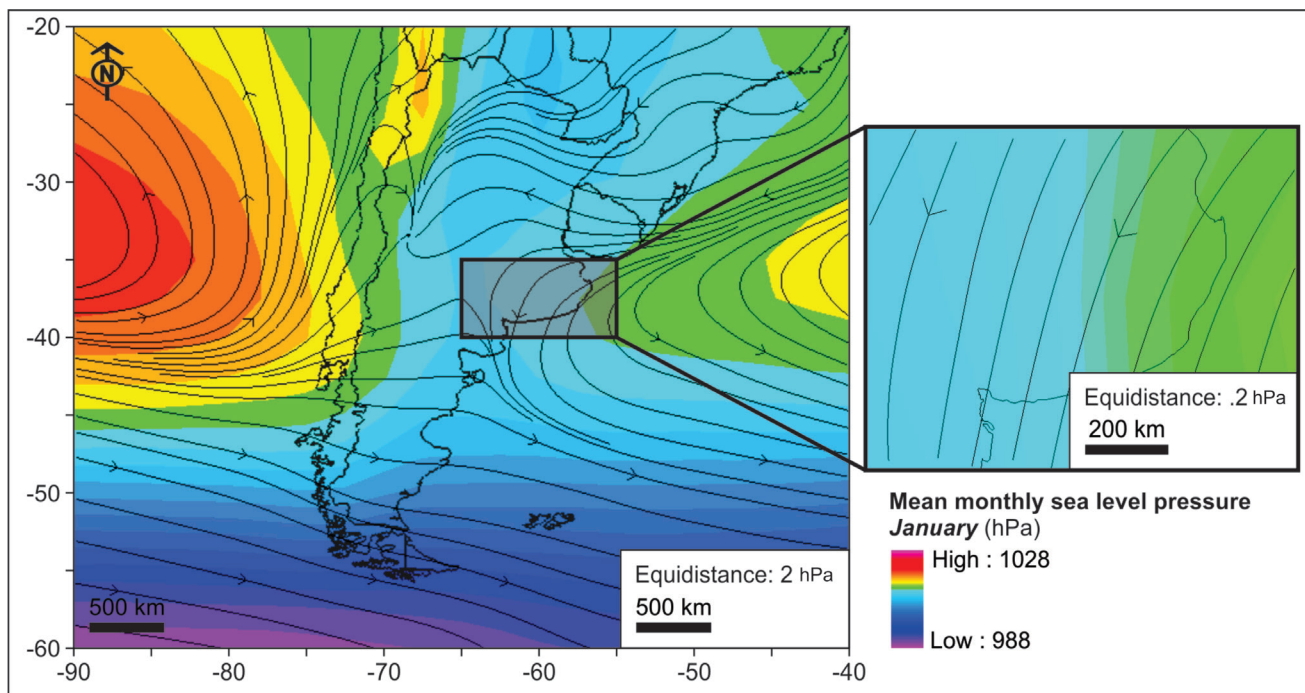 -20
-30
-40
-50
-60
N
500 km
Equidistance: 2 hPa
500 km
-90
-80
-70
-60
-50
-40
Equidistance: .2 hPa
200 km
Mean monthly sea level pressure
January (hPa)
High : 1028
Low : 988